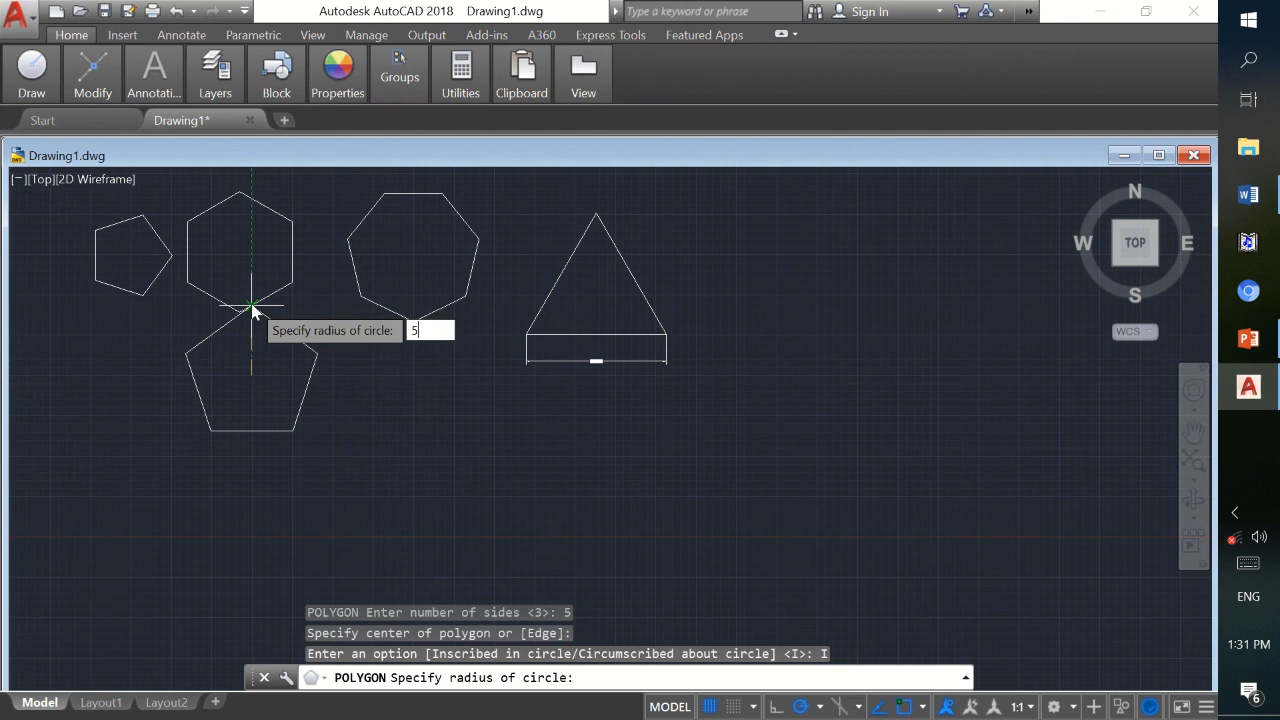 Autodesk AutoCAD 2018 Drawing1.dwg
Type a keyword or phrase
Sign In
Home Insert Annotate Parametric View Manage Output Add-ins A360 Express Tools Featured Apps
Draw Modify Annotati... Layers Block Properties Groups Utilities Clipboard View
Start Drawing1*
Drawing1.dwg
[−][Top][2D Wireframe]
N
W TOP E
S
WCS
Specify radius of circle: 5
POLYGON Enter number of sides <3>: 5
Specify center of polygon or [Edge]:
Enter an option [Inscribed in circle/Circumscribed about circle] <I>: I
POLYGON Specify radius of circle:
Model Layout1 Layout2
MODEL 1:1
ENG
1:31 PM
6